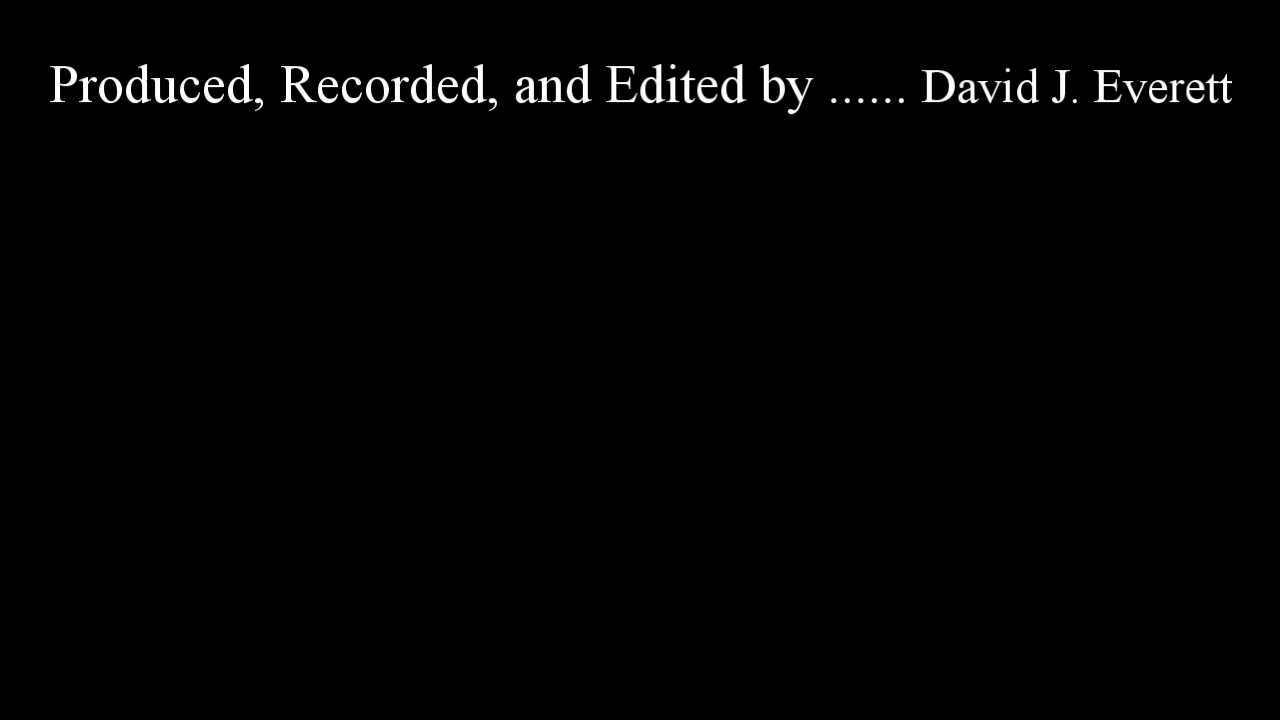 Produced, Recorded, and Edited by ...... David J. Everett